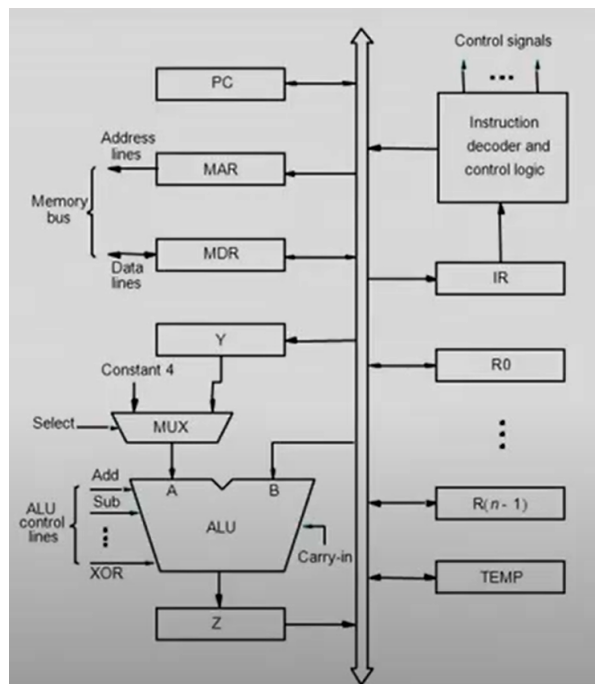 Control signals
PC
Instruction
decoder and
control logic
Address
lines
MAR
Memory
bus
MDR
Data
lines
IR
Y
Constant 4
R0
Select
MUX
Add
A
B
ALU
control
lines
Sub
ALU
R(n - 1)
Carry-in
XOR
TEMP
Z